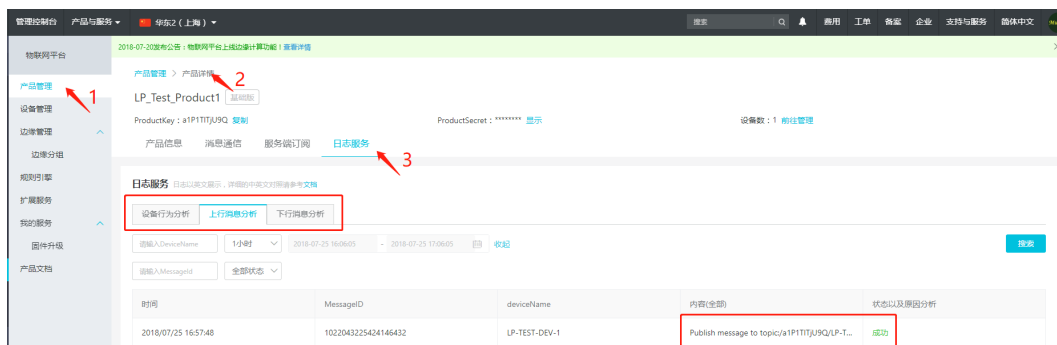 管理控制台 产品与服务 华东2（上海） 搜索 费用 工单 备案 企业 支持与服务 简体中文
物联网平台
2018-07-20发布公告：物联网平台上线边缘计算功能！查看详情
产品管理 > 产品详情
2
产品管理
1
LP_Test_Product1 基础版
设备管理
ProductKey：a1P1TITjU9Q 复制 ProductSecret：******** 显示 设备数：1 前往管理
边缘管理
产品信息 消息通信 服务端订阅 日志服务
3
边缘分组
规则引擎
日志服务 日志以英文展示，详细的中英文对照请参考文档
扩展服务
设备行为分析 上行消息分析 下行消息分析
我的服务
固件升级
请输入DeviceName 1小时 2018-07-25 16:06:05 - 2018-07-25 17:06:05 收起 搜索
产品文档
请输入MessageId 全部状态
时间 MessageID deviceName 内容(全部) 状态以及原因分析
2018/07/25 16:57:48 1022043225424146432 LP-TEST-DEV-1 Publish message to topic:/a1P1TITjU9Q/LP-T... 成功